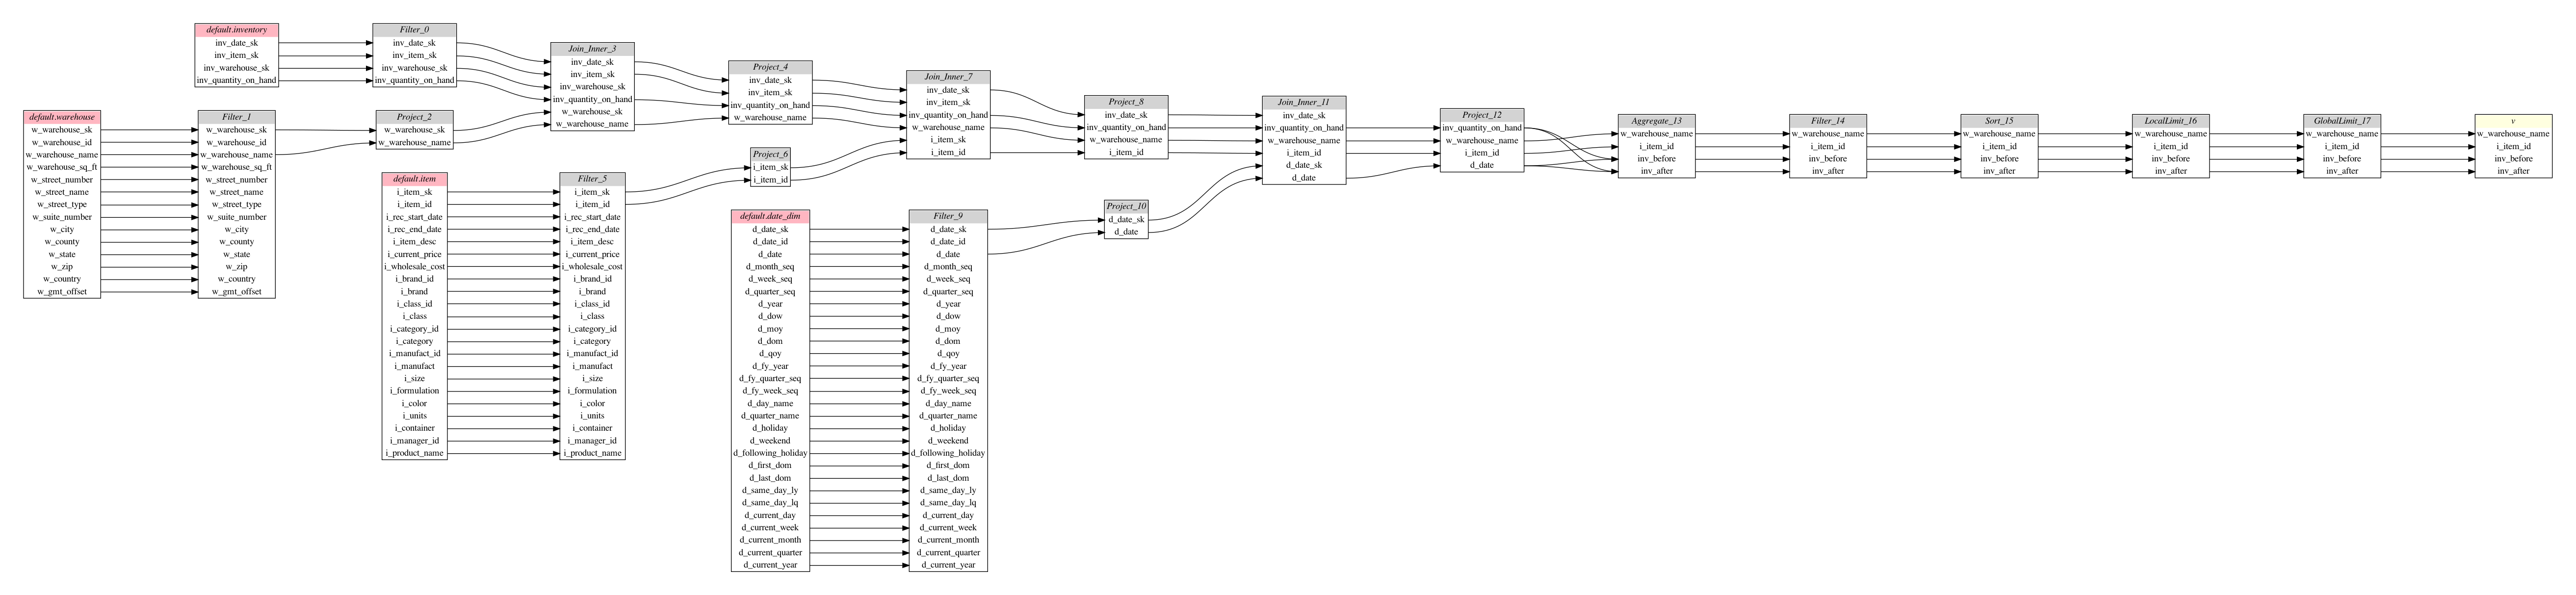 default.inventory
inv_date_sk
inv_item_sk
inv_warehouse_sk
inv_quantity_on_hand
default.warehouse
w_warehouse_sk
w_warehouse_id
w_warehouse_name
w_warehouse_sq_ft
w_street_number
w_street_name
w_street_type
w_suite_number
w_city
w_county
w_state
w_zip
w_country
w_gmt_offset
Filter_0
inv_date_sk
inv_item_sk
inv_warehouse_sk
inv_quantity_on_hand
Filter_1
w_warehouse_sk
w_warehouse_id
w_warehouse_name
w_warehouse_sq_ft
w_street_number
w_street_name
w_street_type
w_suite_number
w_city
w_county
w_state
w_zip
w_country
w_gmt_offset
Project_2
w_warehouse_sk
w_warehouse_name
Join_Inner_3
inv_date_sk
inv_item_sk
inv_warehouse_sk
inv_quantity_on_hand
w_warehouse_sk
w_warehouse_name
Project_4
inv_date_sk
inv_item_sk
inv_quantity_on_hand
w_warehouse_name
default.item
i_item_sk
i_item_id
i_rec_start_date
i_rec_end_date
i_item_desc
i_current_price
i_wholesale_cost
i_brand_id
i_brand
i_class_id
i_class
i_category_id
i_category
i_manufact_id
i_manufact
i_size
i_formulation
i_color
i_units
i_container
i_manager_id
i_product_name
Filter_5
i_item_sk
i_item_id
i_rec_start_date
i_rec_end_date
i_item_desc
i_current_price
i_wholesale_cost
i_brand_id
i_brand
i_class_id
i_class
i_category_id
i_category
i_manufact_id
i_manufact
i_size
i_formulation
i_color
i_units
i_container
i_manager_id
i_product_name
Project_6
i_item_sk
i_item_id
Join_Inner_7
inv_date_sk
inv_item_sk
inv_quantity_on_hand
w_warehouse_name
i_item_sk
i_item_id
Project_8
inv_date_sk
inv_quantity_on_hand
w_warehouse_name
i_item_id
default.date_dim
d_date_sk
d_date_id
d_date
d_month_seq
d_week_seq
d_quarter_seq
d_year
d_dow
d_moy
d_dom
d_qoy
d_fy_year
d_fy_quarter_seq
d_fy_week_seq
d_day_name
d_quarter_name
d_holiday
d_weekend
d_following_holiday
d_first_dom
d_last_dom
d_same_day_ly
d_same_day_lq
d_current_day
d_current_week
d_current_month
d_current_quarter
d_current_year
Filter_9
d_date_sk
d_date_id
d_date
d_month_seq
d_week_seq
d_quarter_seq
d_year
d_dow
d_moy
d_dom
d_qoy
d_fy_year
d_fy_quarter_seq
d_fy_week_seq
d_day_name
d_quarter_name
d_holiday
d_weekend
d_following_holiday
d_first_dom
d_last_dom
d_same_day_ly
d_same_day_lq
d_current_day
d_current_week
d_current_month
d_current_quarter
d_current_year
Project_10
d_date_sk
d_date
Join_Inner_11
inv_date_sk
inv_quantity_on_hand
w_warehouse_name
i_item_id
d_date_sk
d_date
Project_12
inv_quantity_on_hand
w_warehouse_name
i_item_id
d_date
Aggregate_13
w_warehouse_name
i_item_id
inv_before
inv_after
Filter_14
w_warehouse_name
i_item_id
inv_before
inv_after
Sort_15
w_warehouse_name
i_item_id
inv_before
inv_after
LocalLimit_16
w_warehouse_name
i_item_id
inv_before
inv_after
GlobalLimit_17
w_warehouse_name
i_item_id
inv_before
inv_after
v
w_warehouse_name
i_item_id
inv_before
inv_after